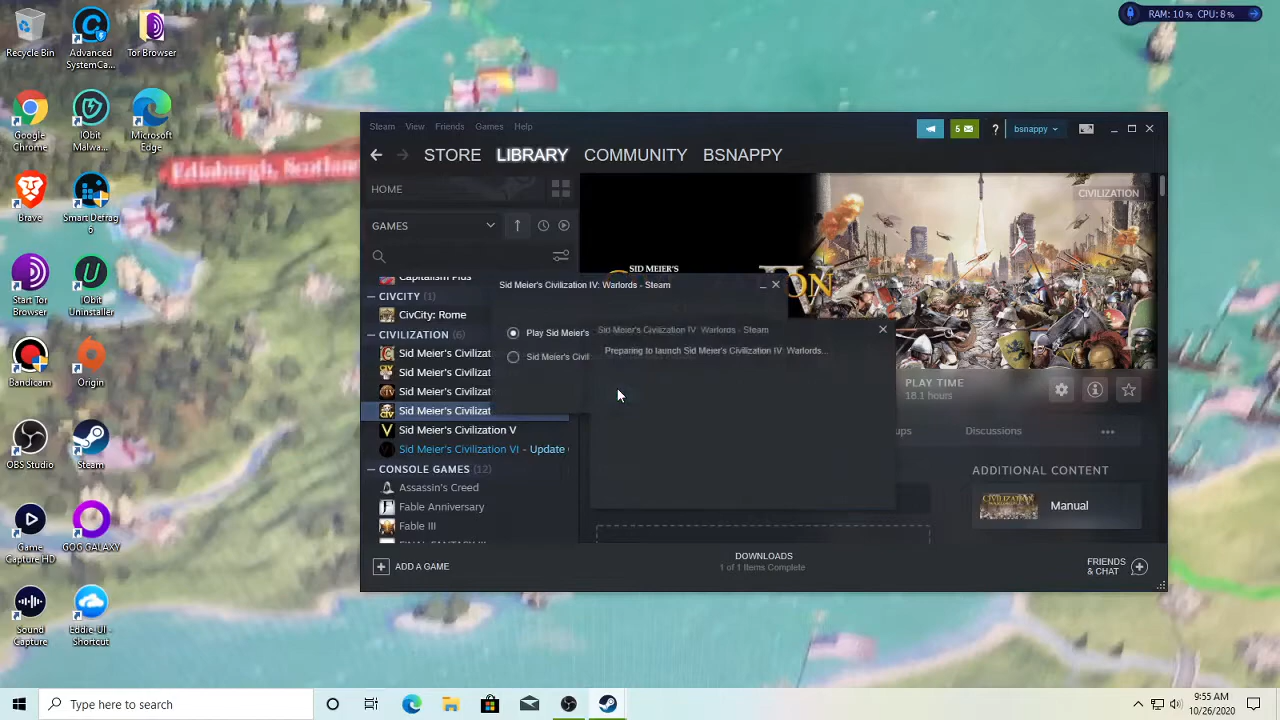 Recycle Bin
Advanced
SystemCa...
Tor Browser
Google
Chrome
IObit
Malwa...
Microsoft
Edge
Brave
Smart Defrag
6
Start Tor
Browser
IObit
Uninstaller
Bandicam
Origin
OBS Studio
Steam
Game
Capture HD
GOG GALAXY
Sound
Capture
Eddie-UI -
Shortcut
Edinburgh, Scotland
RAM: 10 % CPU: 8 %
Steam View Friends Games Help
5
?
bsnappy
STORE LIBRARY COMMUNITY BSNAPPY
HOME
GAMES
Capitalism Plus
CIVCITY (1)
CivCity: Rome
CIVILIZATION (6)
Sid Meier's Civilizat
Sid Meier's Civilizat
Sid Meier's Civilizat
Sid Meier's Civilizat
Sid Meier's Civilization V
Sid Meier's Civilization VI - Update
CONSOLE GAMES (12)
Assassin's Creed
Fable Anniversary
Fable III
FINAL FANTASY III
CIVILIZATION
SID MEIER'S
ON
Sid Meier's Civilization IV: Warlords - Steam
Play Sid Meier's
Sid Meier's Civil
Sid Meier's Civilization IV Warlords - Steam
Preparing to launch Sid Meier's Civilization IV Warlords...
PLAY TIME
18.1 hours
ups
Discussions
ADDITIONAL CONTENT
Manual
ADD A GAME
DOWNLOADS
1 of 1 Items Complete
FRIENDS
& CHAT
Type here to search
9:55 AM
10/26/2020